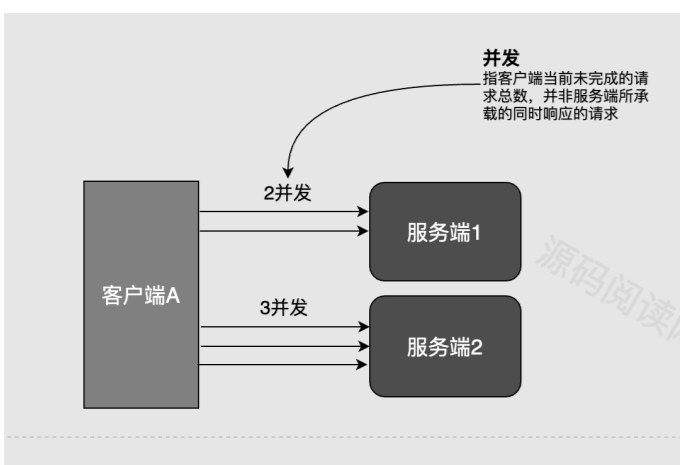 并发
指客户端当前未完成的请
求总数，并非服务端所承
载的同时响应的请求
2并发
服务端1
客户端A
3并发
服务端2
源码阅读